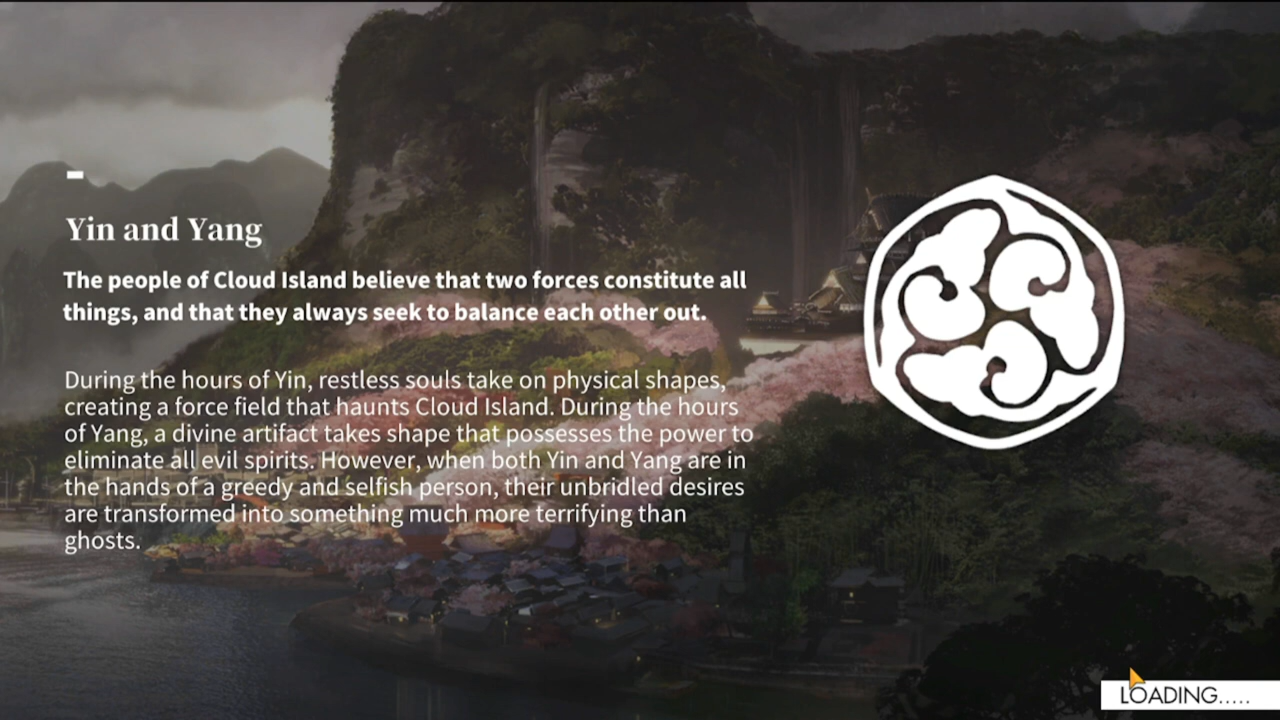 Yin and Yang
The people of Cloud Island believe that two forces constitute all
things, and that they always seek to balance each other out.
During the hours of Yin, restless souls take on physical shapes,
creating a force field that haunts Cloud Island. During the hours
of Yang, a divine artifact takes shape that possesses the power to
eliminate all evil spirits. However, when both Yin and Yang are in
the hands of a greedy and selfish person, their unbridled desires
are transformed into something much more terrifying than
ghosts.
LOADING.....